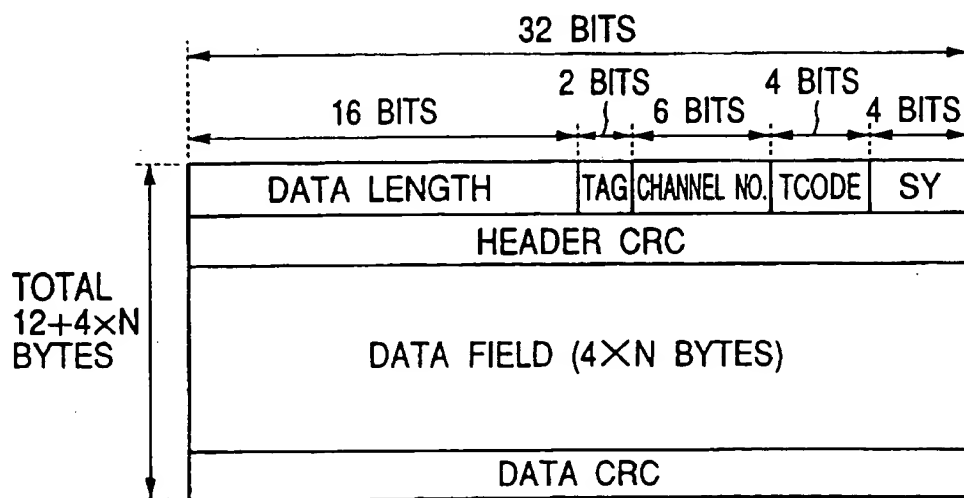 32 BITS
2 BITS 4 BITS
16 BITS 6 BITS 4 BITS
DATA LENGTH TAG CHANNEL NO. TCODE SY
HEADER CRC
TOTAL
12+4×N
BYTES
DATA FIELD (4×N BYTES)
DATA CRC